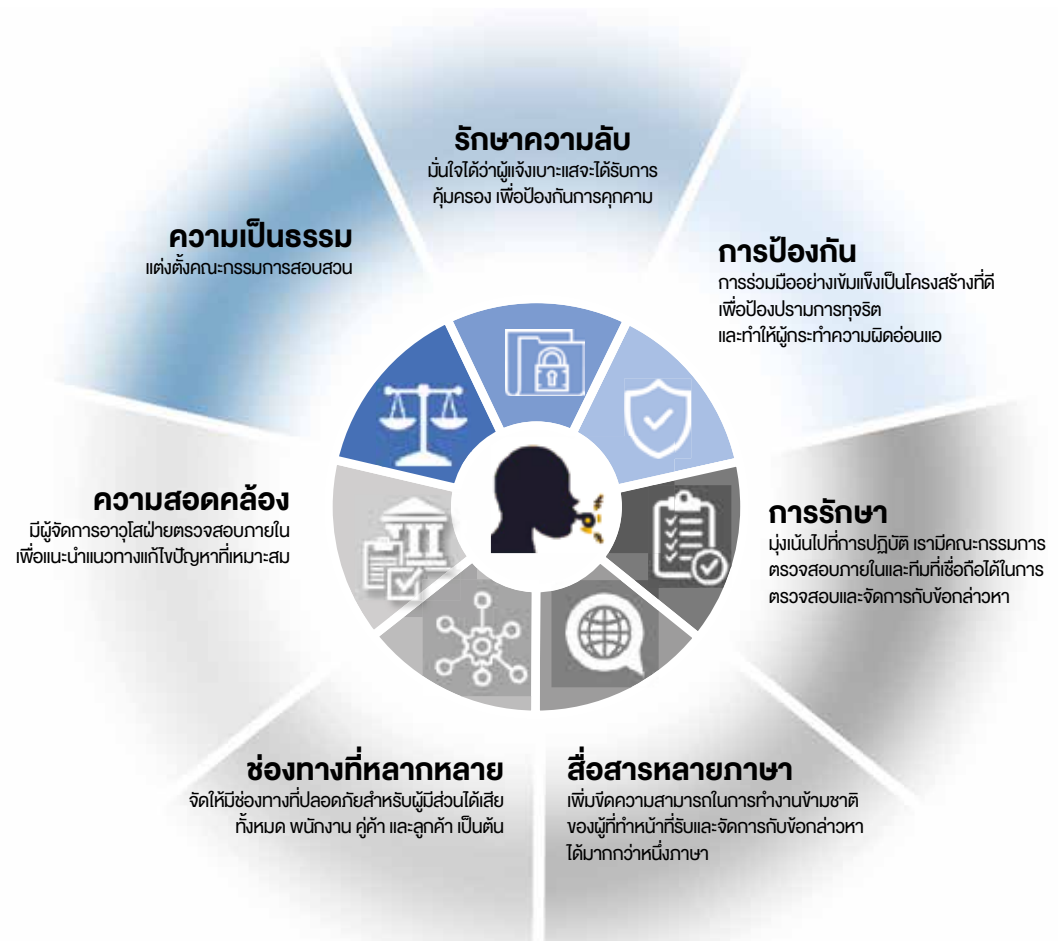 รักษาความลับ
มั่นใจได้ว่าผู้แจ้งเบาะแสจะได้รับการ
คุ้มครอง เพื่อป้องกันการคุกคาม
การป้องกัน
การร่วมมืออย่างเข้มแข็งเป็นโครงสร้างที่ดี
เพื่อป้องปรามการทุจริต
และทำให้ผู้กระทำความผิดอ่อนแอ
การรักษา
มุ่งเน้นไปที่การปฏิบัติ เรามีคณะกรรมการ
ตรวจสอบภายในและทีมที่เชื่อถือได้ในการ
ตรวจสอบและจัดการกับข้อกล่าวหา
สื่อสารหลายภาษา
เพิ่มขีดความสามารถในการทำงานข้ามชาติ
ของผู้ที่ทำหน้าที่รับและจัดการกับข้อกล่าวหา
ได้มากกว่าหนึ่งภาษา
ช่องทางที่หลากหลาย
จัดให้มีช่องทางที่ปลอดภัยสำหรับผู้มีส่วนได้เสีย
ทั้งหมด พนักงาน คู่ค้า และลูกค้า เป็นต้น
ความสอดคล้อง
มีผู้จัดการอาวุโสฝ่ายตรวจสอบภายใน
เพื่อแนะนำแนวทางแก้ไขปัญหาที่เหมาะสม
ความเป็นธรรม
แต่งตั้งคณะกรรมการสอบสวน